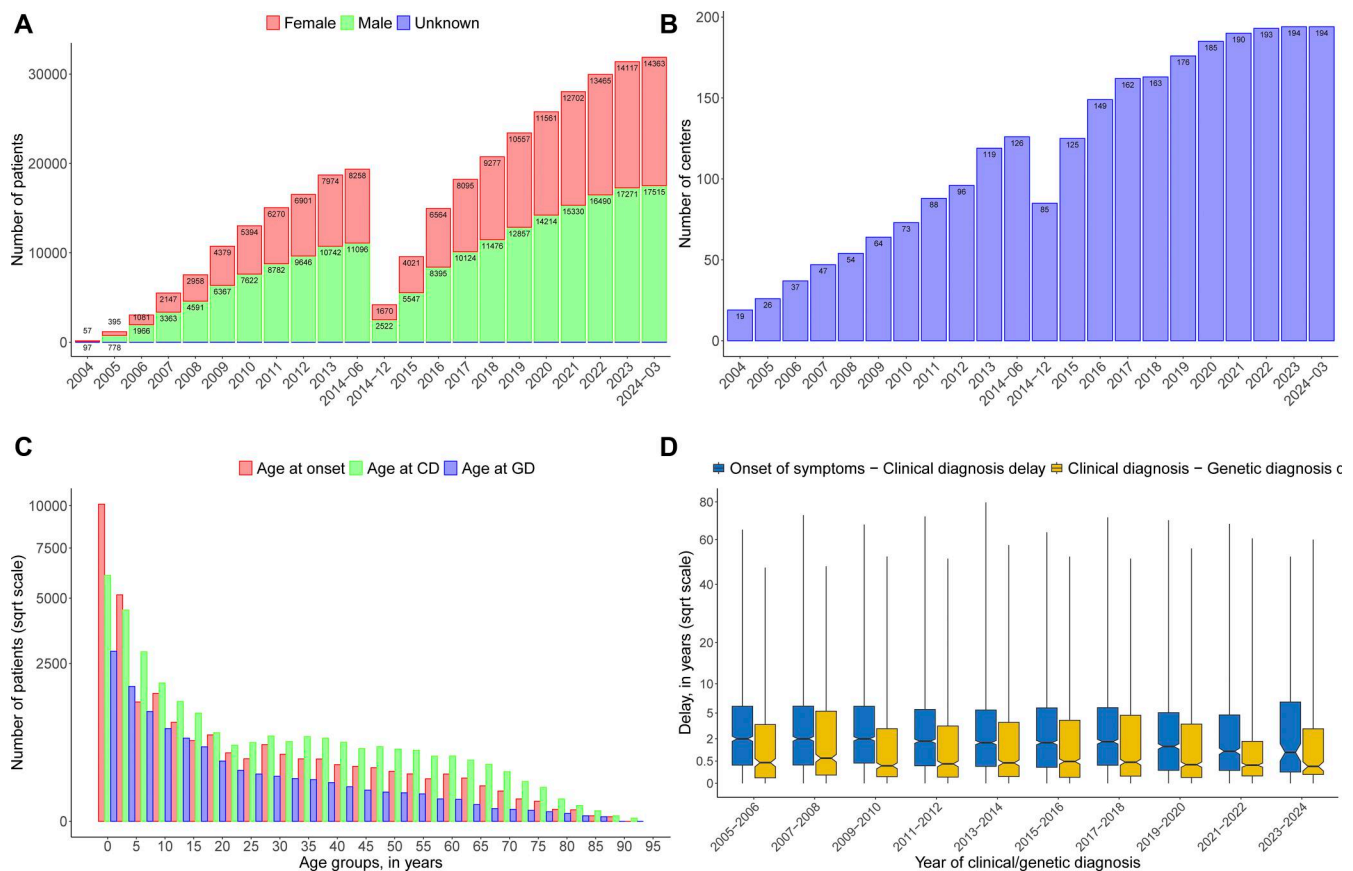 A
Female Male Unknown
Number of patients
30000
20000
10000
0
57 395 1081 2147 2958 4379 5394 6270 6901 7974 8258 1670 4021 6564 8095 9277 10557 11561 12702 13465 14117 14363
97 778 1966 3363 4591 6367 7622 8782 9646 10742 11096 2522 5547 8395 10124 11476 12857 14214 15330 16490 17271 17515
2004 2005 2006 2007 2008 2009 2010 2011 2012 2013 2014−06 2014−12 2015 2016 2017 2018 2019 2020 2021 2022 2023 2024−03
B
Number of centers
200
150
100
50
0
19 26 37 47 54 64 73 88 96 119 126 85 125 149 162 163 176 185 190 193 194 194
2004 2005 2006 2007 2008 2009 2010 2011 2012 2013 2014−06 2014−12 2015 2016 2017 2018 2019 2020 2021 2022 2023 2024−03
C
Age at onset Age at CD Age at GD
Number of patients (sqrt scale)
10000
7500
5000
2500
0
0 5 10 15 20 25 30 35 40 45 50 55 60 65 70 75 80 85 90 95
Age groups, in years
D
Onset of symptoms − Clinical diagnosis delay Clinical diagnosis − Genetic diagnosis
Delay, in years (sqrt scale)
80
60
40
20
10
5
2
0.5
0
2005−2006 2007−2008 2009−2010 2011−2012 2013−2014 2015−2016 2017−2018 2019−2020 2021−2022 2023−2024
Year of clinical/genetic diagnosis